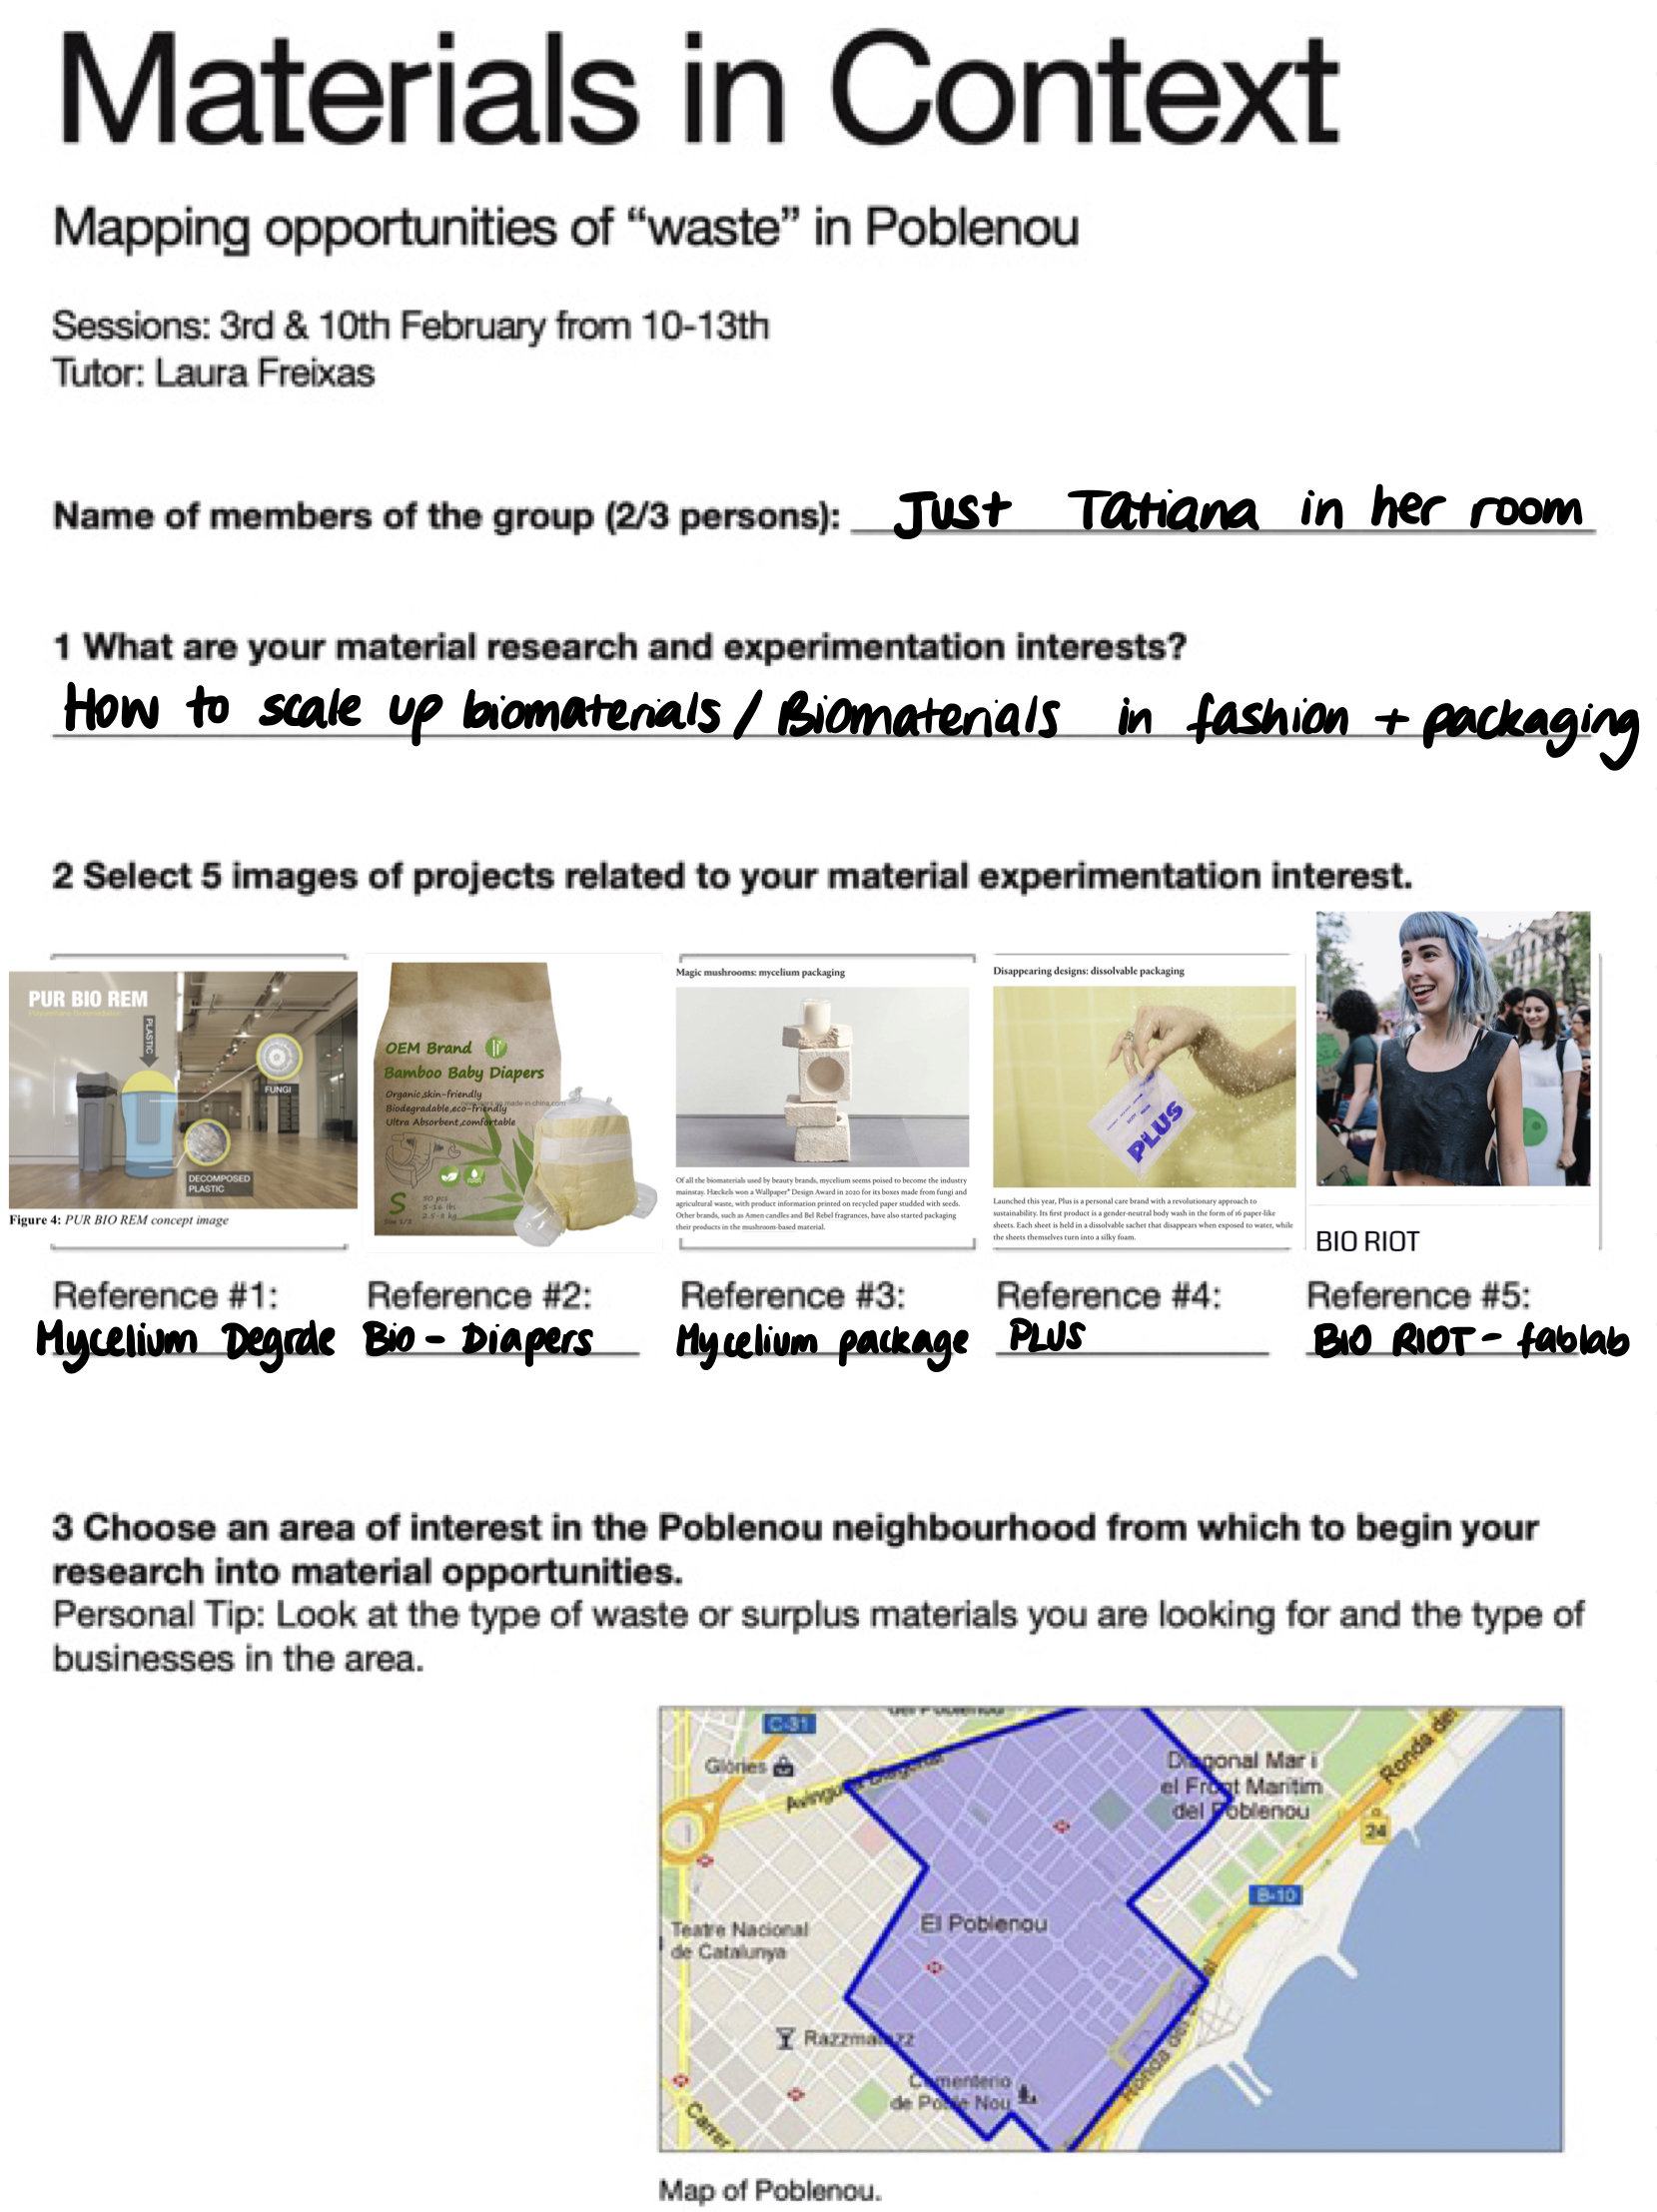 Materials in Context
Mapping opportunities of “waste” in Poblenou
Sessions: 3rd & 10th February from 10-13th
Tutor: Laura Freixas
Name of members of the group (2/3 persons): Just Tatiana in her room
1 What are your material research and experimentation interests?
How to scale up biomaterials / Biomaterials in fashion + packaging
2 Select 5 images of projects related to your material experimentation interest.
PUR BIO REM
Polyurethane Bioremediation
PLASTIC
FUNGI
DECOMPOSED
PLASTIC
Figure 4: PUR BIO REM concept image
OEM Brand
Bamboo Baby Diapers
Organic,skin-friendly
Biodegradable,eco-friendly
Ultra Absorbent,comfortable
S
50 pcs
Magic mushrooms: mycelium packaging
Of all the biomaterials used by beauty brands, mycelium seems poised to become the industry
mainstay. Haeckels won a Wallpaper* Design Award in 2020 for its boxes made from fungi and
agricultural waste, with product information printed on recycled paper studded with seeds.
Other brands, such as Amen candles and Bel Rebel fragrances, have also started packaging
their products in the mushroom-based material.
Disappearing designs: dissolvable packaging
PLUS
Launched this year, Plus is a personal care brand with a revolutionary approach to
sustainability. Its first product is a gender-neutral body wash in the form of 16 paper-like
sheets. Each sheet is held in a dissolvable sachet that disappears when exposed to water, while
the sheets themselves turn into a silky foam.
BIO RIOT
Reference #1:
Mycelium Degrde
Reference #2:
Bio - Diapers
Reference #3:
Mycelium package
Reference #4:
PLUS
Reference #5:
BIO RIOT - fablab
3 Choose an area of interest in the Poblenou neighbourhood from which to begin your
research into material opportunities.
Personal Tip: Look at the type of waste or surplus materials you are looking for and the type of
businesses in the area.
C-31
del Poblenou
Glòries
Avinguda Diagonal
Diagonal Mar i
el Front Marítim
del Poblenou
Ronda del
24
B-10
El Poblenou
Teatre Nacional
de Catalunya
Razzmatazz
Cementerio
de Poble Nou
Ronda del Litoral
Carrer
Map of Poblenou.